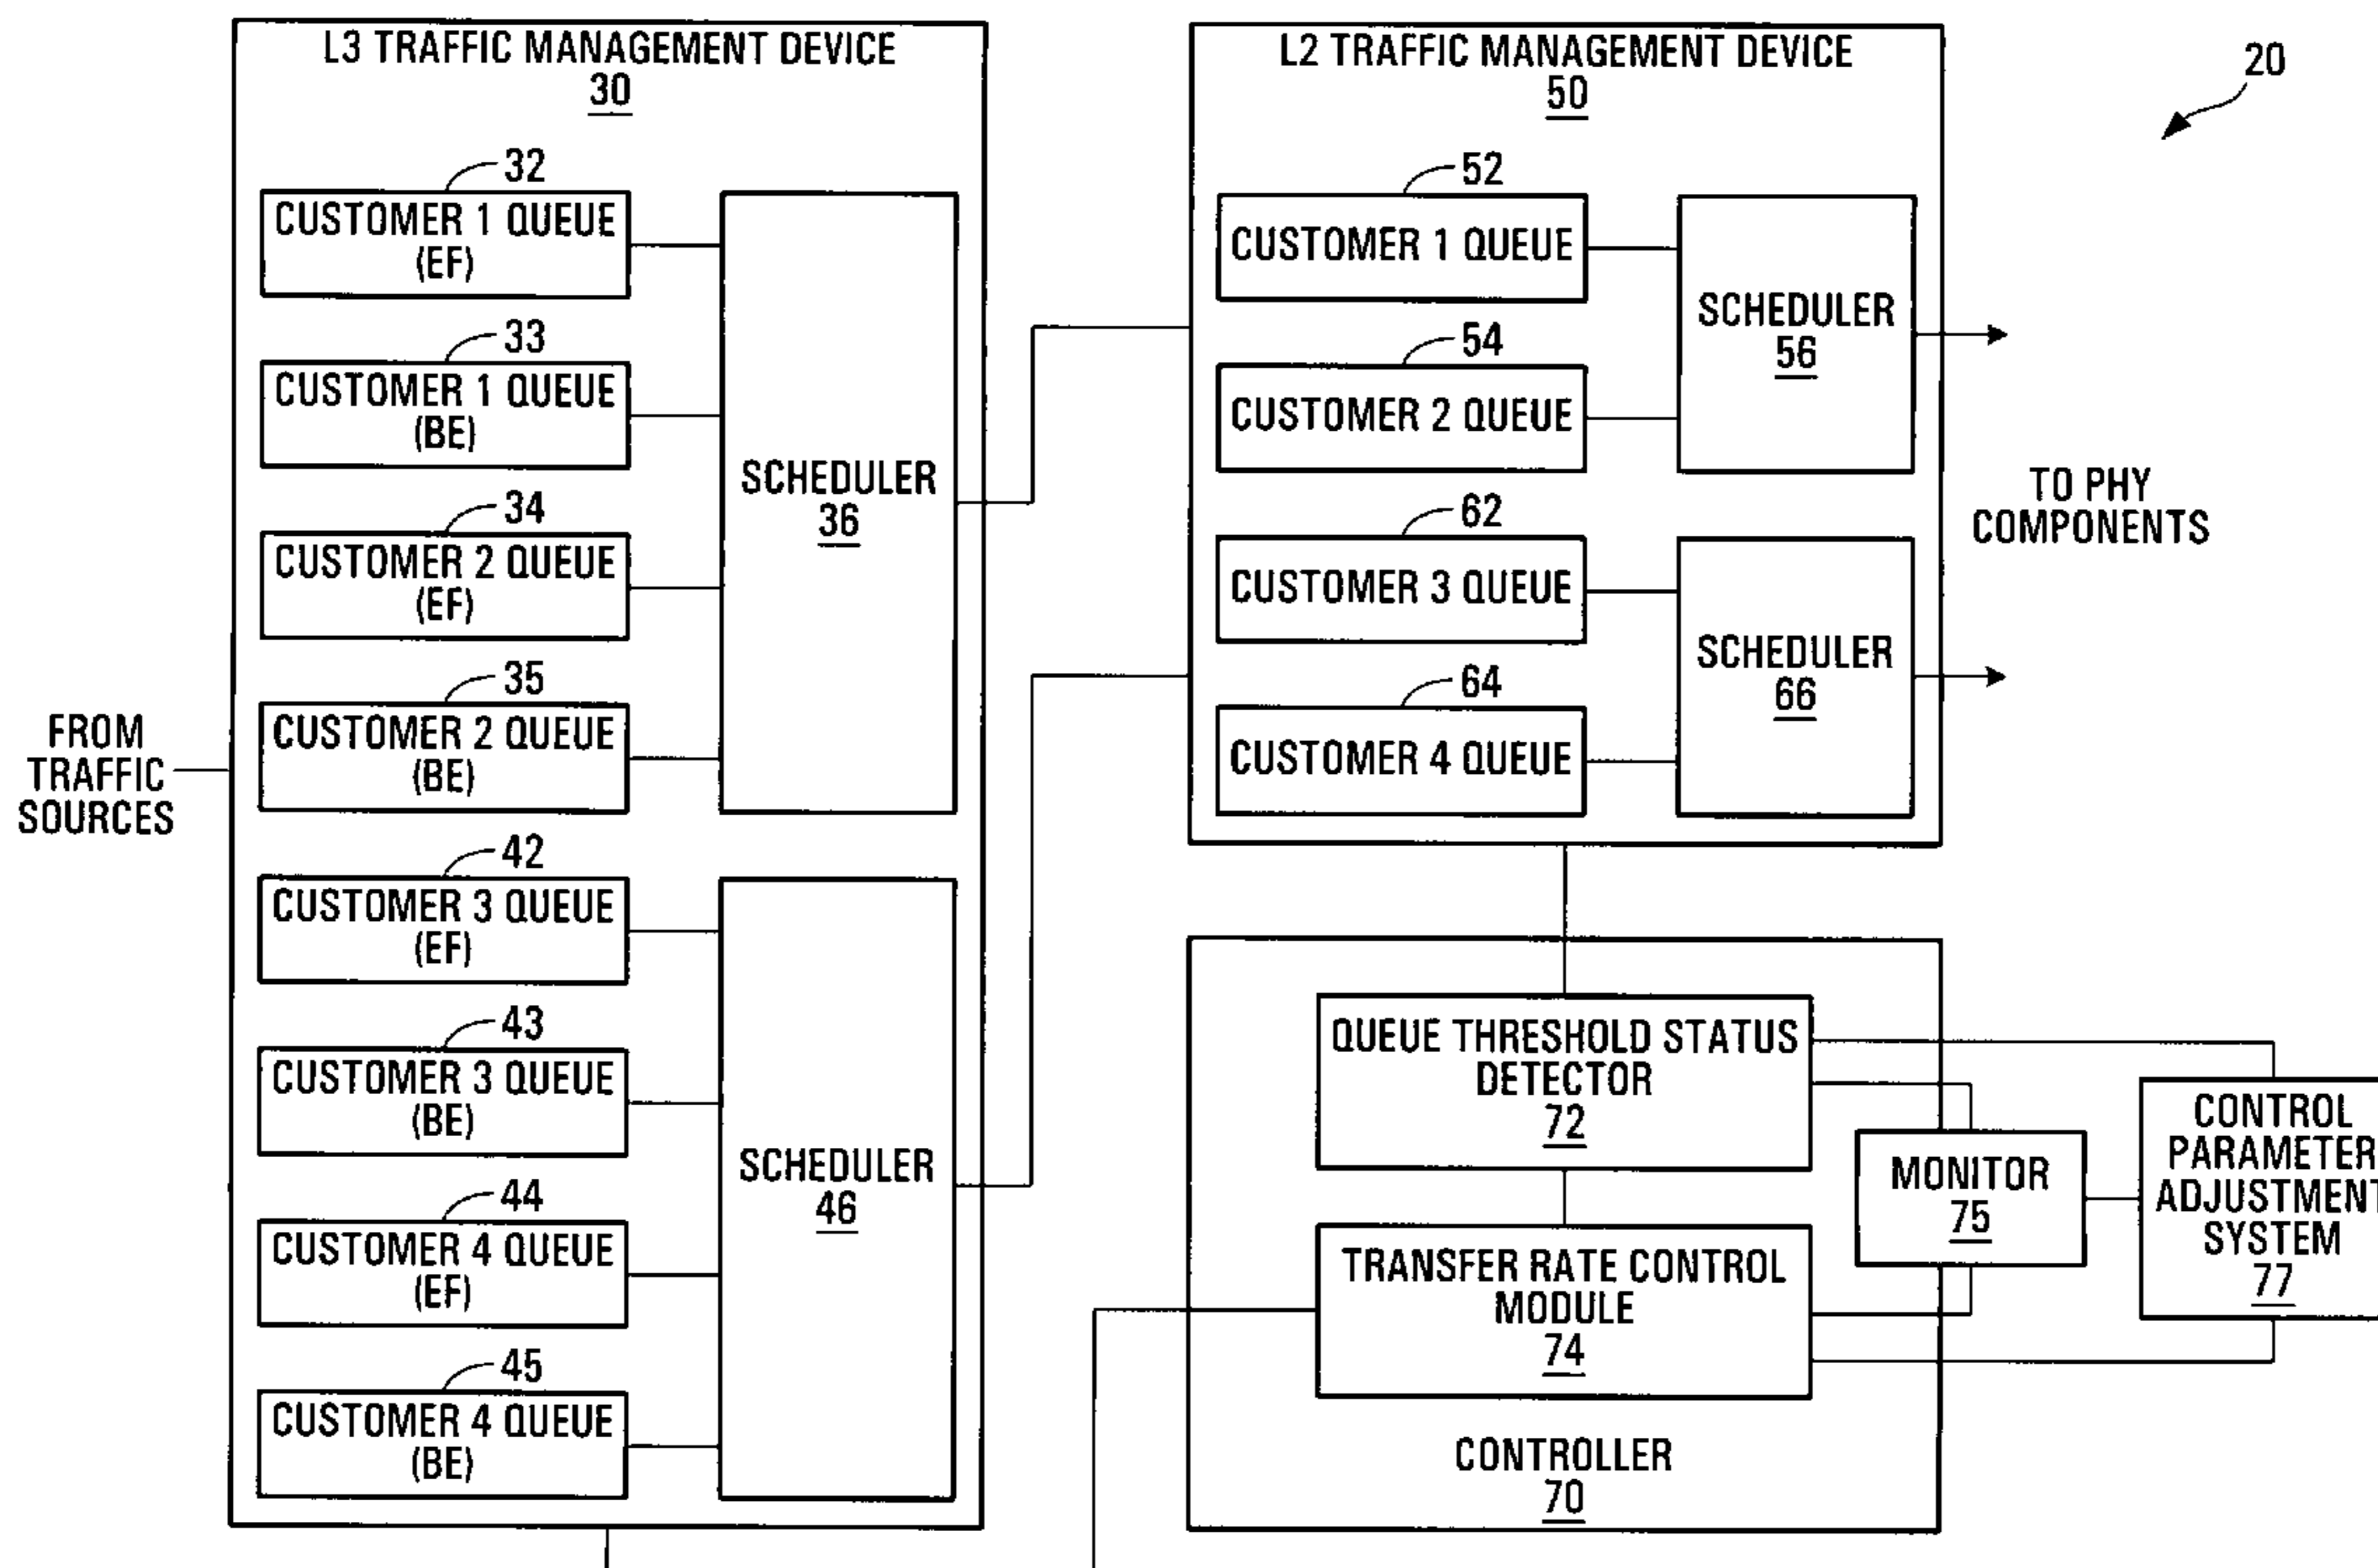 L3 TRAFFIC MANAGEMENT DEVICE
30
32
CUSTOMER 1 QUEUE
(EF)
33
CUSTOMER 1 QUEUE
(BE)
34
CUSTOMER 2 QUEUE
(EF)
35
CUSTOMER 2 QUEUE
(BE)
SCHEDULER
36
FROM
TRAFFIC
SOURCES
42
CUSTOMER 3 QUEUE
(EF)
43
CUSTOMER 3 QUEUE
(BE)
44
CUSTOMER 4 QUEUE
(EF)
45
CUSTOMER 4 QUEUE
(BE)
SCHEDULER
46
L2 TRAFFIC MANAGEMENT DEVICE
50
52
CUSTOMER 1 QUEUE
54
CUSTOMER 2 QUEUE
SCHEDULER
56
62
CUSTOMER 3 QUEUE
64
CUSTOMER 4 QUEUE
SCHEDULER
66
20
TO PHY
COMPONENTS
QUEUE THRESHOLD STATUS
DETECTOR
72
TRANSFER RATE CONTROL
MODULE
74
CONTROLLER
70
MONITOR
75
CONTROL
PARAMETER
ADJUSTMENT
SYSTEM
77